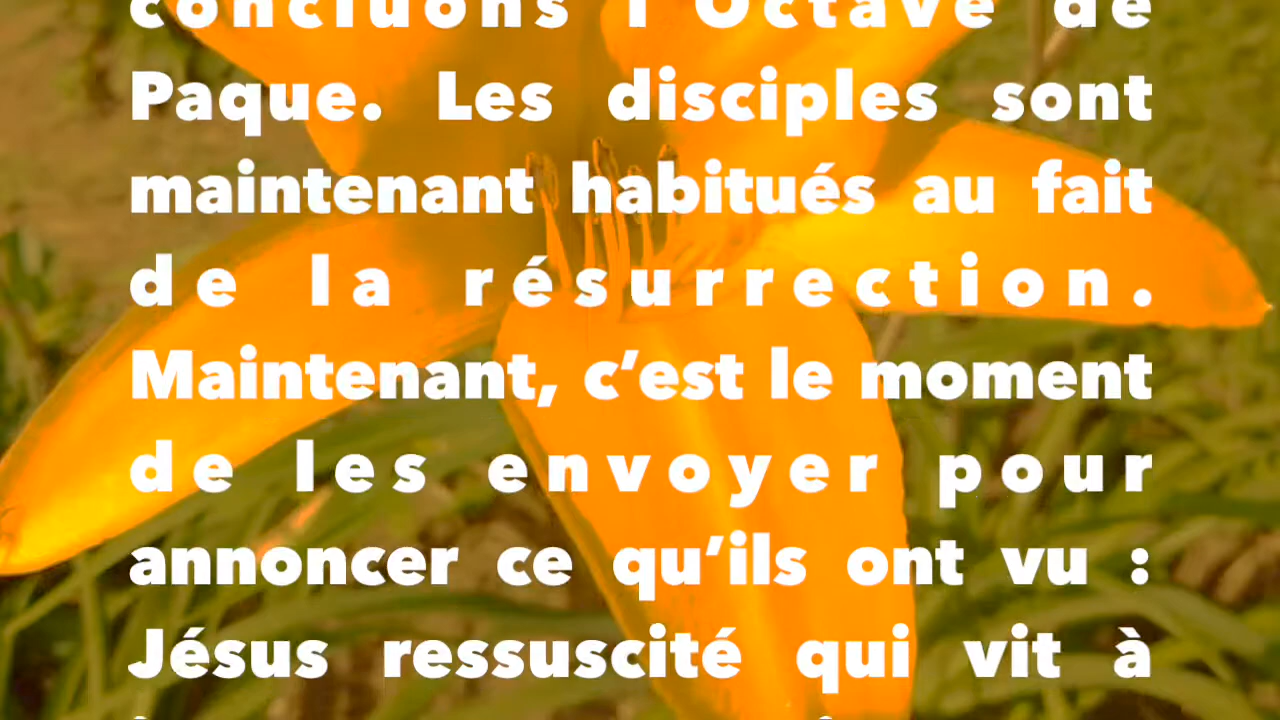 concluons l'Octave de
Paque. Les disciples sont
maintenant habitués au fait
de la résurrection.
Maintenant, c’est le moment
de les envoyer pour
annoncer ce qu’ils ont vu :
Jésus ressuscité qui vit à